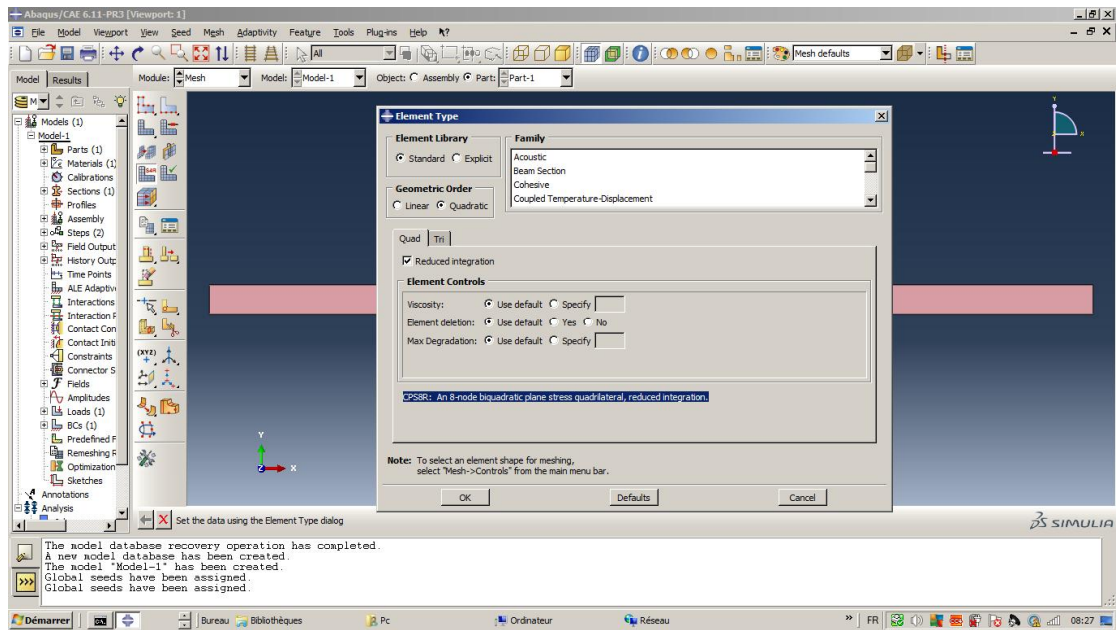 Abaqus/CAE 6.11-PR3 [Viewport: 1]
File Model Viewport View Seed Mesh Adaptivity Feature Tools Plug-ins Help
All
Mesh defaults
Model Results
Module: Mesh Model: Model-1 Object: Assembly Part: Part-1
M
Models (1)
Model-1
Parts (1)
Materials (1)
Calibrations
Sections (1)
Profiles
Assembly
Steps (2)
Field Output
History Outp
Time Points
ALE Adaptiv
Interactions
Interaction P
Contact Con
Contact Initi
Constraints
Connector S
Fields
Amplitudes
Loads (1)
BCs (1)
Predefined F
Remeshing R
Optimization
Sketches
Annotations
Analysis
(XYZ)
Y
Z X
Y
X
Element Type
Element Library
Standard Explicit
Geometric Order
Linear Quadratic
Family
Acoustic
Beam Section
Cohesive
Coupled Temperature-Displacement
Quad Tri
Reduced integration
Element Controls
Viscosity: Use default Specify
Element deletion: Use default Yes No
Max Degradation: Use default Specify
CPS8R: An 8-node biquadratic plane stress quadrilateral, reduced integration.
Note: To select an element shape for meshing,
select "Mesh->Controls" from the main menu bar.
OK Defaults Cancel
Set the data using the Element Type dialog
SIMULIA
The model database recovery operation has completed.
A new model database has been created.
The model "Model-1" has been created.
Global seeds have been assigned.
Global seeds have been assigned.
>>>
Démarrer Bureau Bibliothèques Pc Ordinateur Réseau » FR 08:27